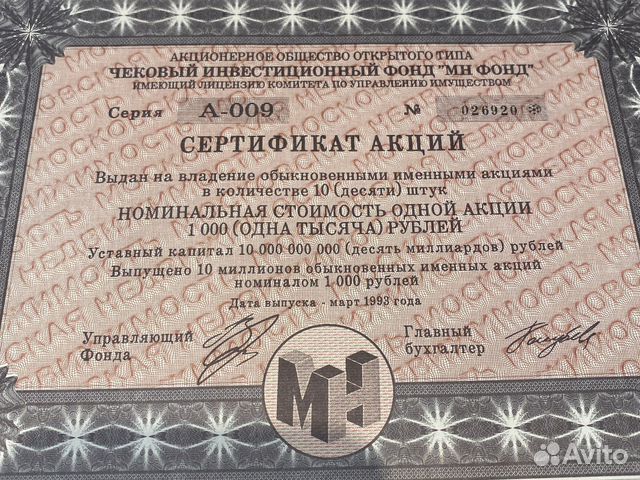 АКЦИОНЕРНОЕ ОБЩЕСТВО ОТКРЫТОГО ТИПА
ЧЕКОВЫЙ ИНВЕСТИЦИОННЫЙ ФОНД "МН ФОНД"
ИМЕЮЩИЙ ЛИЦЕНЗИЮ КОМИТЕТА ПО УПРАВЛЕНИЮ ИМУЩЕСТВОМ
Серия А-009 № 026920
СЕРТИФИКАТ АКЦИЙ
Выдан на владение обыкновенными именными акциями
в количестве 10 (десяти) штук
НОМИНАЛЬНАЯ СТОИМОСТЬ ОДНОЙ АКЦИИ
1 000 (ОДНА ТЫСЯЧА) РУБЛЕЙ
Уставный капитал 10 000 000 000 (десять миллиардов) рублей
Выпущено 10 миллионов обыкновенных именных акций
номиналом 1 000 рублей
Дата выпуска - март 1993 года
Управляющий
Фонда
Главный
бухгалтер
МН
Avito